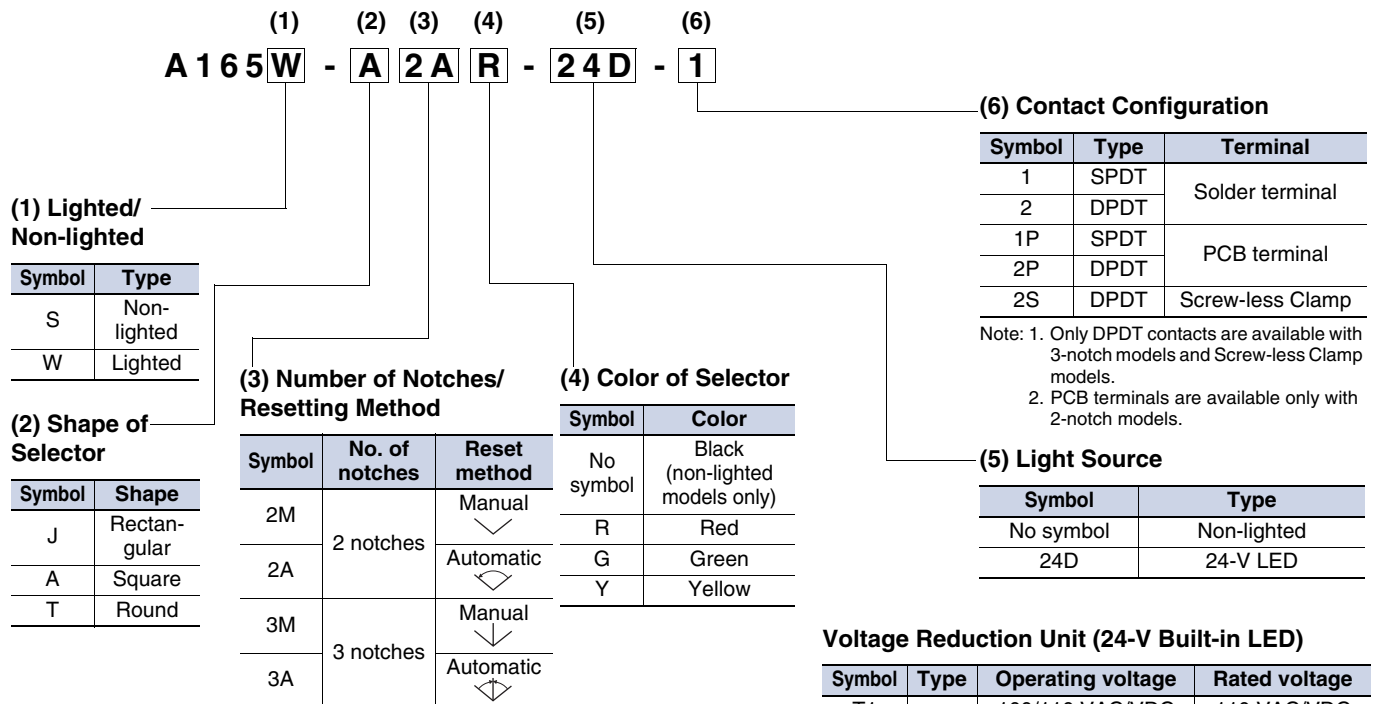 (1) (2) (3) (4) (5) (6)
A165W - A 2A R - 24D - 1
(1) Lighted/
Non-lighted
Symbol Type
S Non-
lighted
W Lighted
(2) Shape of
Selector
Symbol Shape
J Rectan-
gular
A Square
T Round
(3) Number of Notches/
Resetting Method
Symbol No. of
notches Reset
method
2M 2 notches Manual
2A Automatic
3M 3 notches Manual
3A Automatic
(4) Color of Selector
Symbol Color
No
symbol Black
(non-lighted
models only)
R Red
G Green
Y Yellow
(6) Contact Configuration
Symbol Type Terminal
1 SPDT Solder terminal
2 DPDT
1P SPDT PCB terminal
2P DPDT
2S DPDT Screw-less Clamp
Note: 1. Only DPDT contacts are available with
3-notch models and Screw-less Clamp
models.
2. PCB terminals are available only with
2-notch models.
(5) Light Source
Symbol Type
No symbol Non-lighted
24D 24-V LED
Voltage Reduction Unit (24-V Built-in LED)
Symbol Type Operating voltage Rated voltage